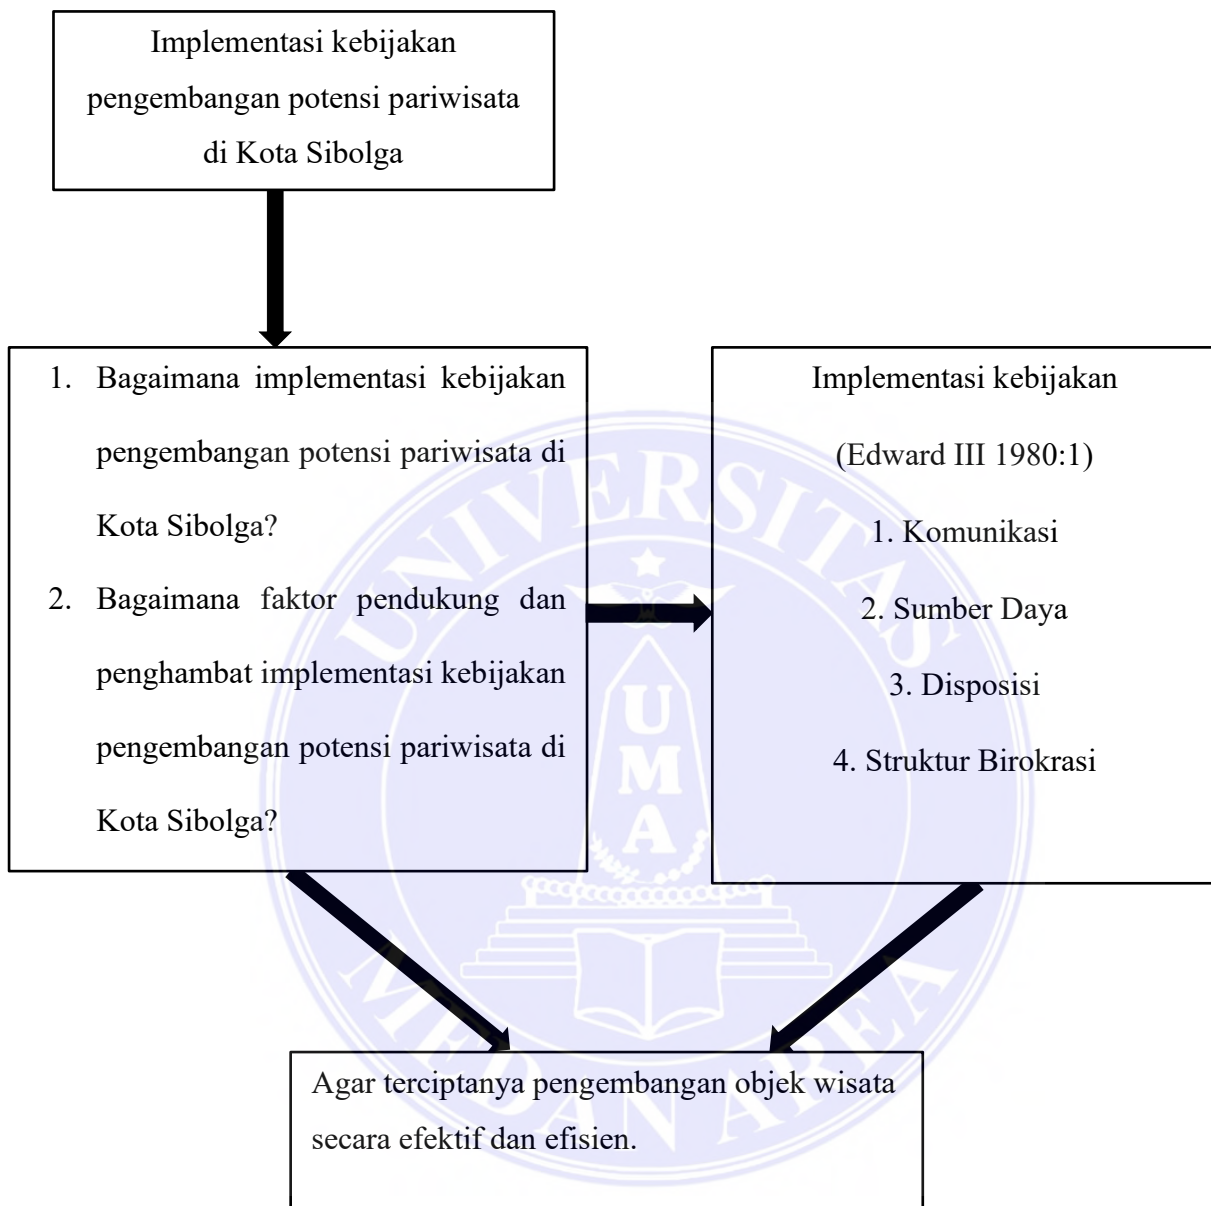 Implementasi kebijakan
pengembangan potensi pariwisata
di Kota Sibolga
1. Bagaimana implementasi kebijakan
pengembangan potensi pariwisata di
Kota Sibolga?
2. Bagaimana faktor pendukung dan
penghambat implementasi kebijakan
pengembangan potensi pariwisata di
Kota Sibolga?
Implementasi kebijakan
(Edward III 1980:1)
1. Komunikasi
2. Sumber Daya
3. Disposisi
4. Struktur Birokrasi
Agar terciptanya pengembangan objek wisata
secara efektif dan efisien.
UNIVERSITAS
MEDAN AREA
U
M
A